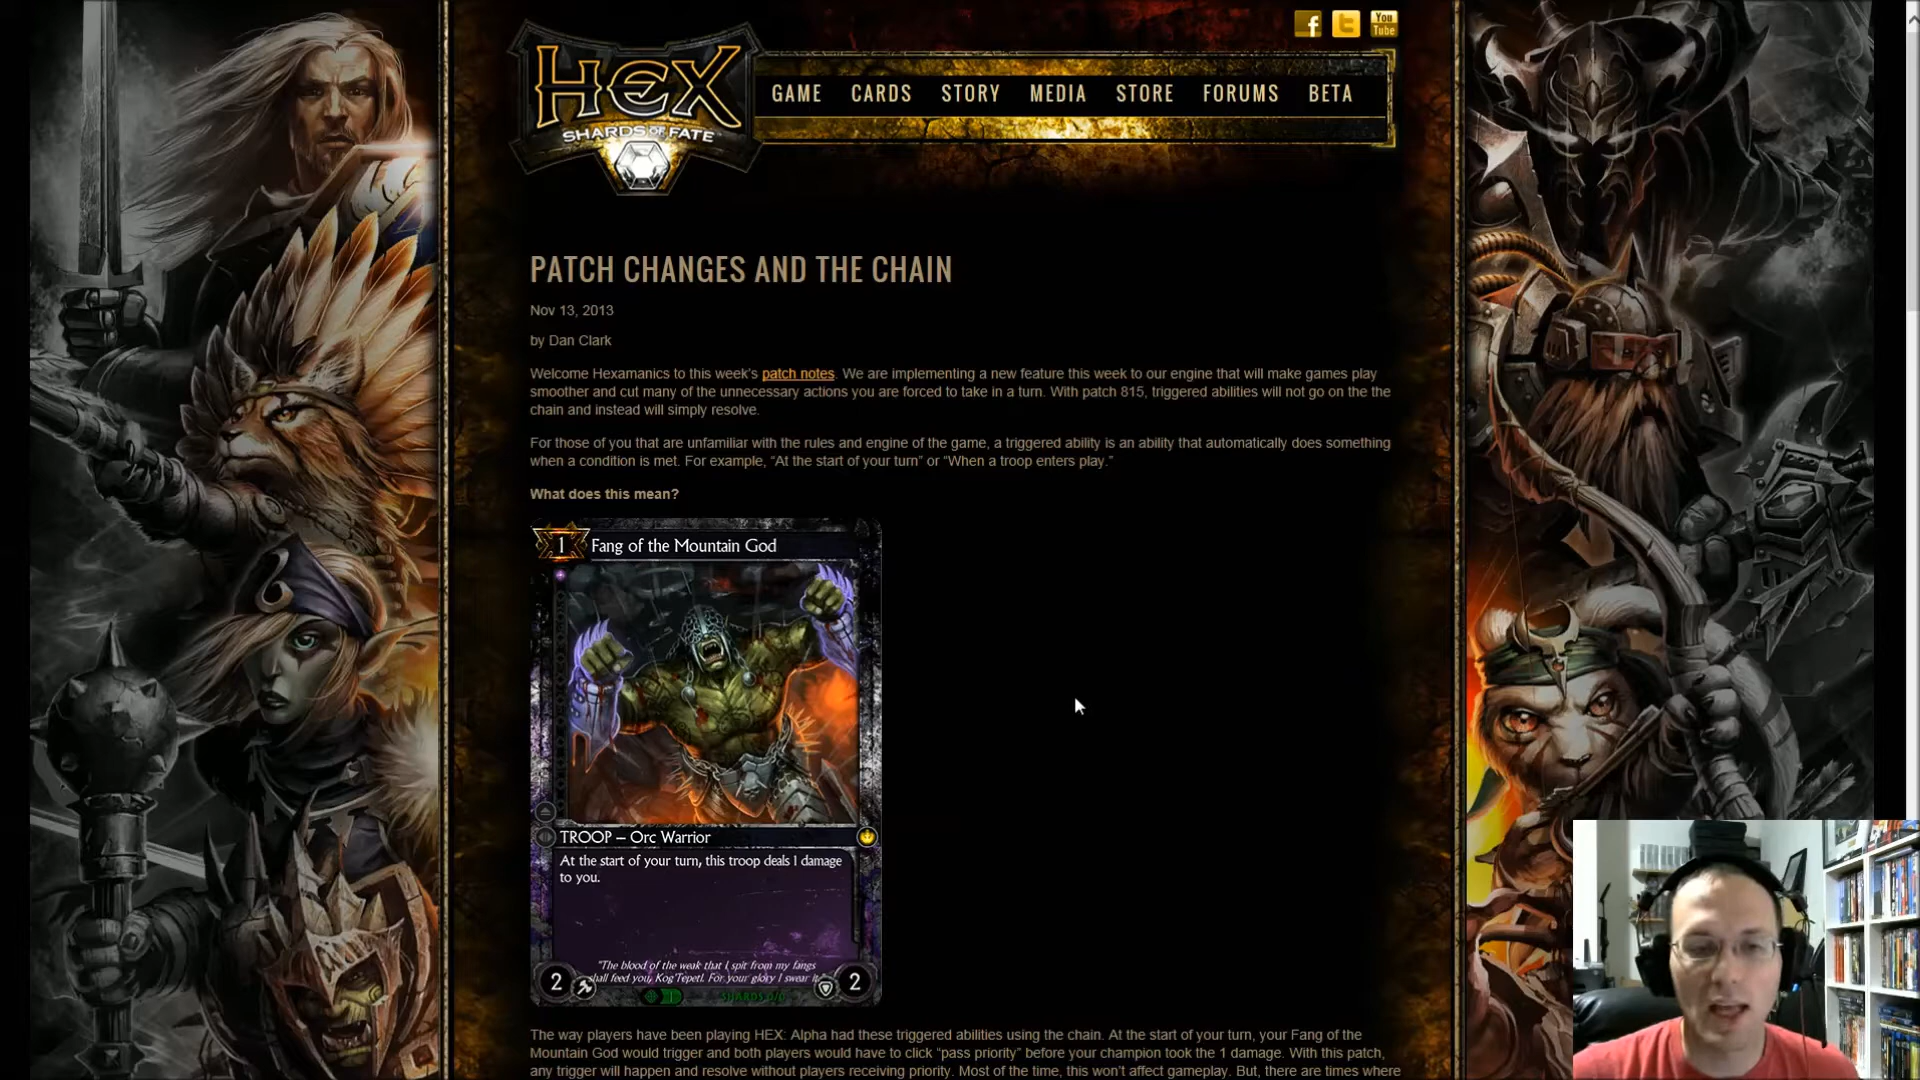 f t You Tube
HEX
SHARDS OF FATE
GAME CARDS STORY MEDIA STORE FORUMS BETA
PATCH CHANGES AND THE CHAIN
Nov 13, 2013
by Dan Clark
Welcome Hexamanics to this week's patch notes. We are implementing a new feature this week to our engine that will make games play
smoother and cut many of the unnecessary actions you are forced to take in a turn. With patch 815, triggered abilities will not go on the the
chain and instead will simply resolve.
For those of you that are unfamiliar with the rules and engine of the game, a triggered ability is an ability that automatically does something
when a condition is met. For example, “At the start of your turn” or “When a troop enters play.”
What does this mean?
1 Fang of the Mountain God
TROOP – Orc Warrior
At the start of your turn, this troop deals 1 damage
to you.
"The blood of the weak that I spit from my fangs
shall feed you, Kog'Tepetl. For your glory I swear it
2 2
The way players have been playing HEX: Alpha had these triggered abilities using the chain. At the start of your turn, your Fang of the
Mountain God would trigger and both players would have to click “pass priority” before your champion took the 1 damage. With this patch,
any trigger will happen and resolve without players receiving priority. Most of the time, this won't affect gameplay. But, there are times where